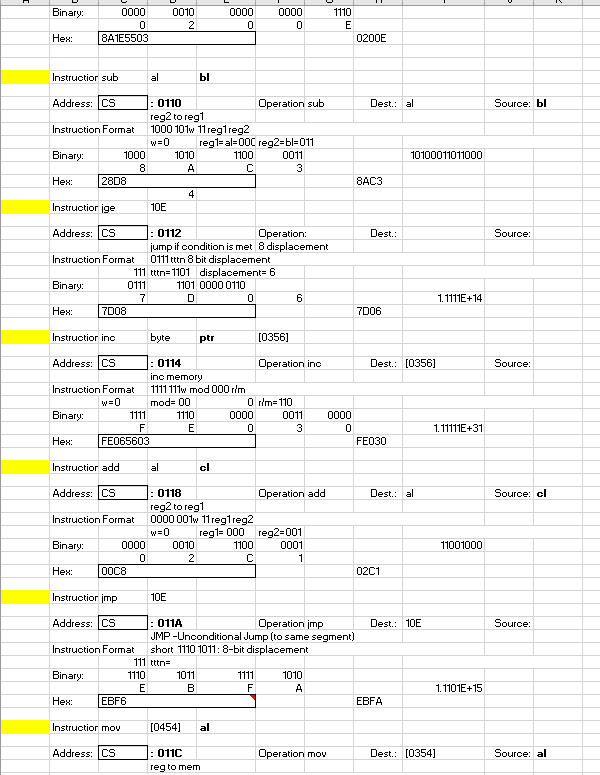 Binary: 0000 0010 0000 0000 1110
0 2 0 0 E
Hex: 8A1E5503 0200E
Instruction sub al bl
Address: CS : 0110 Operation sub Dest.: al Source: bl
reg2 to reg1
Instruction Format 1000 101w 11 reg1 reg2
w=0 reg1=al=000 reg2=bl=011
Binary: 1000 1010 1100 0011 10100011011000
8 A C 3
Hex: 28D8 8AC3
4
Instruction jge 10E
Address: CS : 0112 Operation: Dest.: Source:
jump if condition is met 8 displacement
Instruction Format 0111 tttn 8 bit displacement
111 tttn=1101 displacement= 6
Binary: 0111 1101 0000 0110
7 D 0 6 1.1111E+14
Hex: 7D08 7D06
Instruction inc byte ptr [0356]
Address: CS : 0114 Operation inc Dest.: [0356] Source:
inc memory
Instruction Format 1111 111w mod 000 r/m
w=0 mod= 00 0 r/m=110
Binary: 1111 1110 0000 0011 0000
F E 0 3 0 1.11111E+31
Hex: FE065603 FE030
Instruction add al cl
Address: CS : 0118 Operation add Dest.: al Source: cl
reg2 to reg1
Instruction Format 0000 001w 11 reg1 reg2
w=0 reg1= 000 reg2=001
Binary: 0000 0010 1100 0001 11001000
0 2 C 1
Hex: 00C8 02C1
Instruction jmp 10E
Address: CS : 011A Operation jmp Dest.: 10E Source:
JMP -Unconditional Jump (to same segment)
Instruction Format short 1110 1011 : 8-bit displacement
111 tttn=
Binary: 1110 1011 1111 1010
E B F A 1.1101E+15
Hex: EBF6 EBFA
Instruction mov [0454] al
Address: CS : 011C Operation mov Dest.: [0354] Source: al
reg to mem